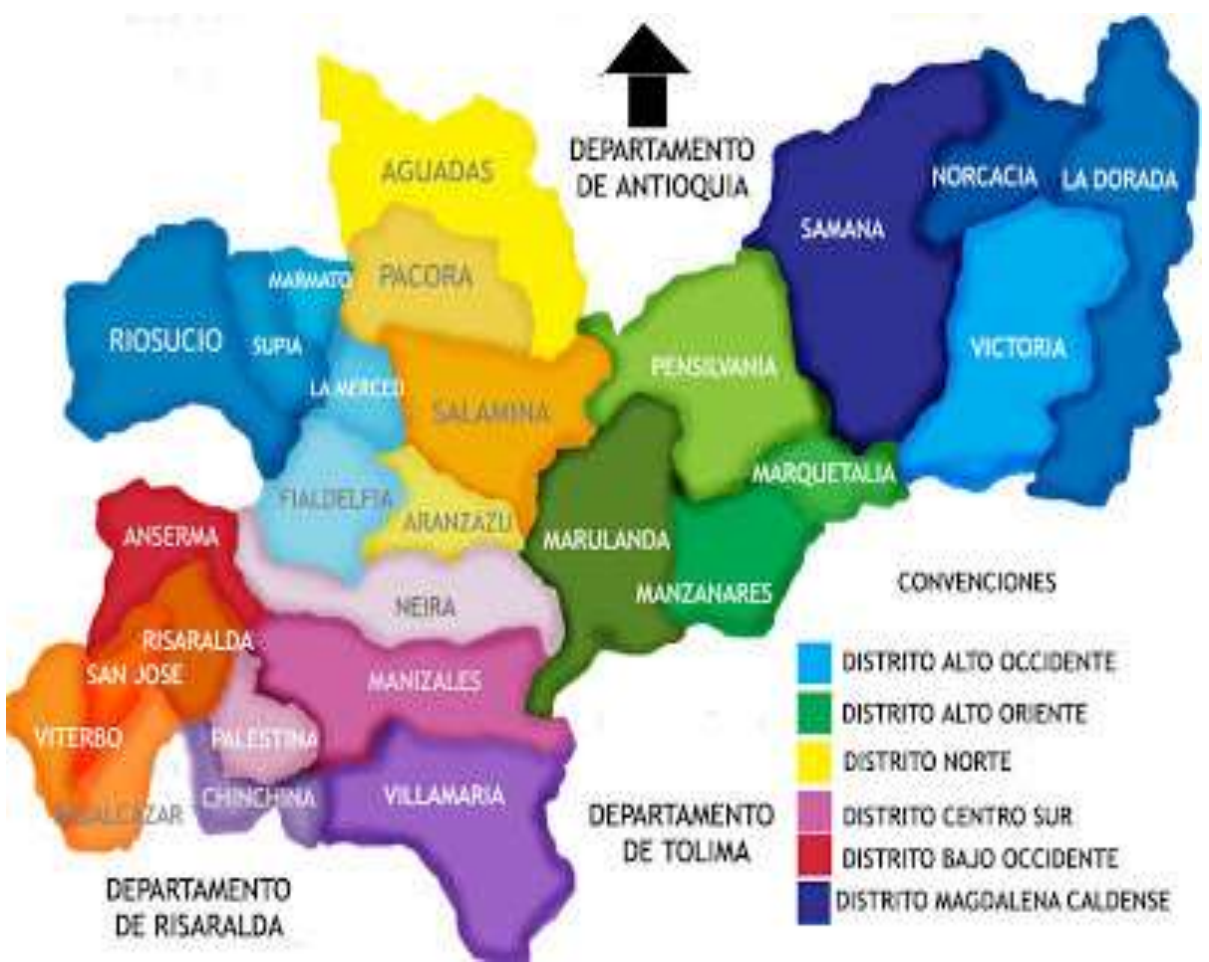 DEPARTAMENTO
DE ANTIOQUIA
AGUADAS
NORCACIA
LA DORADA
SAMANA
PACORA
MARMATO
RIOSUCIO
SUPIA
VICTORIA
PENSILVANIA
LA MERCED
SALAMINA
MARQUETALIA
FIALDELFIA
ARANZAZU
ANSERMA
MARULANDA
MANZANARES
CONVENCIONES
NEIRA
RISARALDA
SAN JOSE
MANIZALES
VITERBO
PALESTINA
CHINCHINA
VILLAMARIA
DISTRITO ALTO OCCIDENTE
DISTRITO ALTO ORIENTE
DISTRITO NORTE
DISTRITO CENTRO SUR
DISTRITO BAJO OCCIDENTE
DISTRITO MAGDALENA CALDENSE
DEPARTAMENTO
DE TOLIMA
DEPARTAMENTO
DE RISARALDA